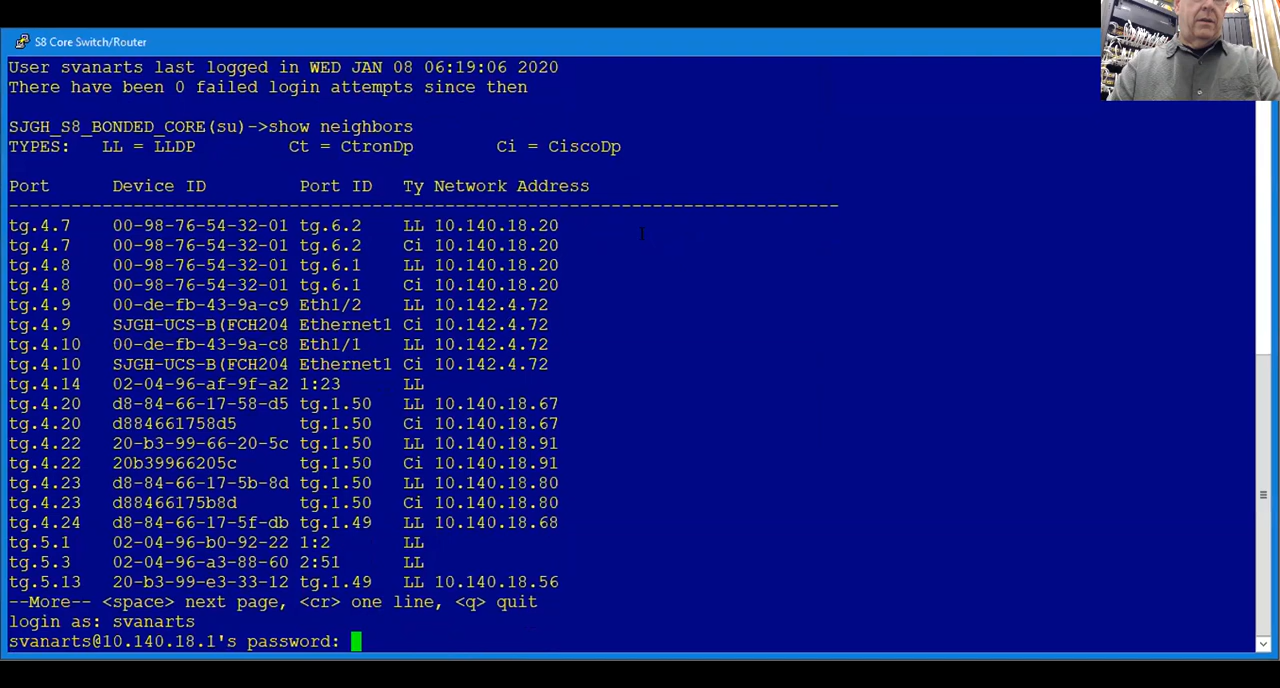 S8 Core Switch/Router
User svanarts last logged in WED JAN 08 06:19:06 2020
There have been 0 failed login attempts since then
SJGH_S8_BONDED_CORE(su)->show neighbors
TYPES: LL = LLDP Ct = CtronDp Ci = CiscoDp
Port Device ID Port ID Ty Network Address
--------------------------------------------------------------------------------
tg.4.7 00-98-76-54-32-01 tg.6.2 LL 10.140.18.20
tg.4.7 00-98-76-54-32-01 tg.6.2 Ci 10.140.18.20
tg.4.8 00-98-76-54-32-01 tg.6.1 LL 10.140.18.20
tg.4.8 00-98-76-54-32-01 tg.6.1 Ci 10.140.18.20
tg.4.9 00-de-fb-43-9a-c9 Eth1/2 LL 10.142.4.72
tg.4.9 SJGH-UCS-B(FCH204 Ethernet1 Ci 10.142.4.72
tg.4.10 00-de-fb-43-9a-c8 Eth1/1 LL 10.142.4.72
tg.4.10 SJGH-UCS-B(FCH204 Ethernet1 Ci 10.142.4.72
tg.4.14 02-04-96-af-9f-a2 1:23 LL
tg.4.20 d8-84-66-17-58-d5 tg.1.50 LL 10.140.18.67
tg.4.20 d884661758d5 tg.1.50 Ci 10.140.18.67
tg.4.22 20-b3-99-66-20-5c tg.1.50 LL 10.140.18.91
tg.4.22 20b39966205c tg.1.50 Ci 10.140.18.91
tg.4.23 d8-84-66-17-5b-8d tg.1.50 LL 10.140.18.80
tg.4.23 d88466175b8d tg.1.50 Ci 10.140.18.80
tg.4.24 d8-84-66-17-5f-db tg.1.49 LL 10.140.18.68
tg.5.1 02-04-96-b0-92-22 1:2 LL
tg.5.3 02-04-96-a3-88-60 2:51 LL
tg.5.13 20-b3-99-e3-33-12 tg.1.49 LL 10.140.18.56
--More-- <space> next page, <cr> one line, <q> quit
login as: svanarts
svanarts@10.140.18.1's password: